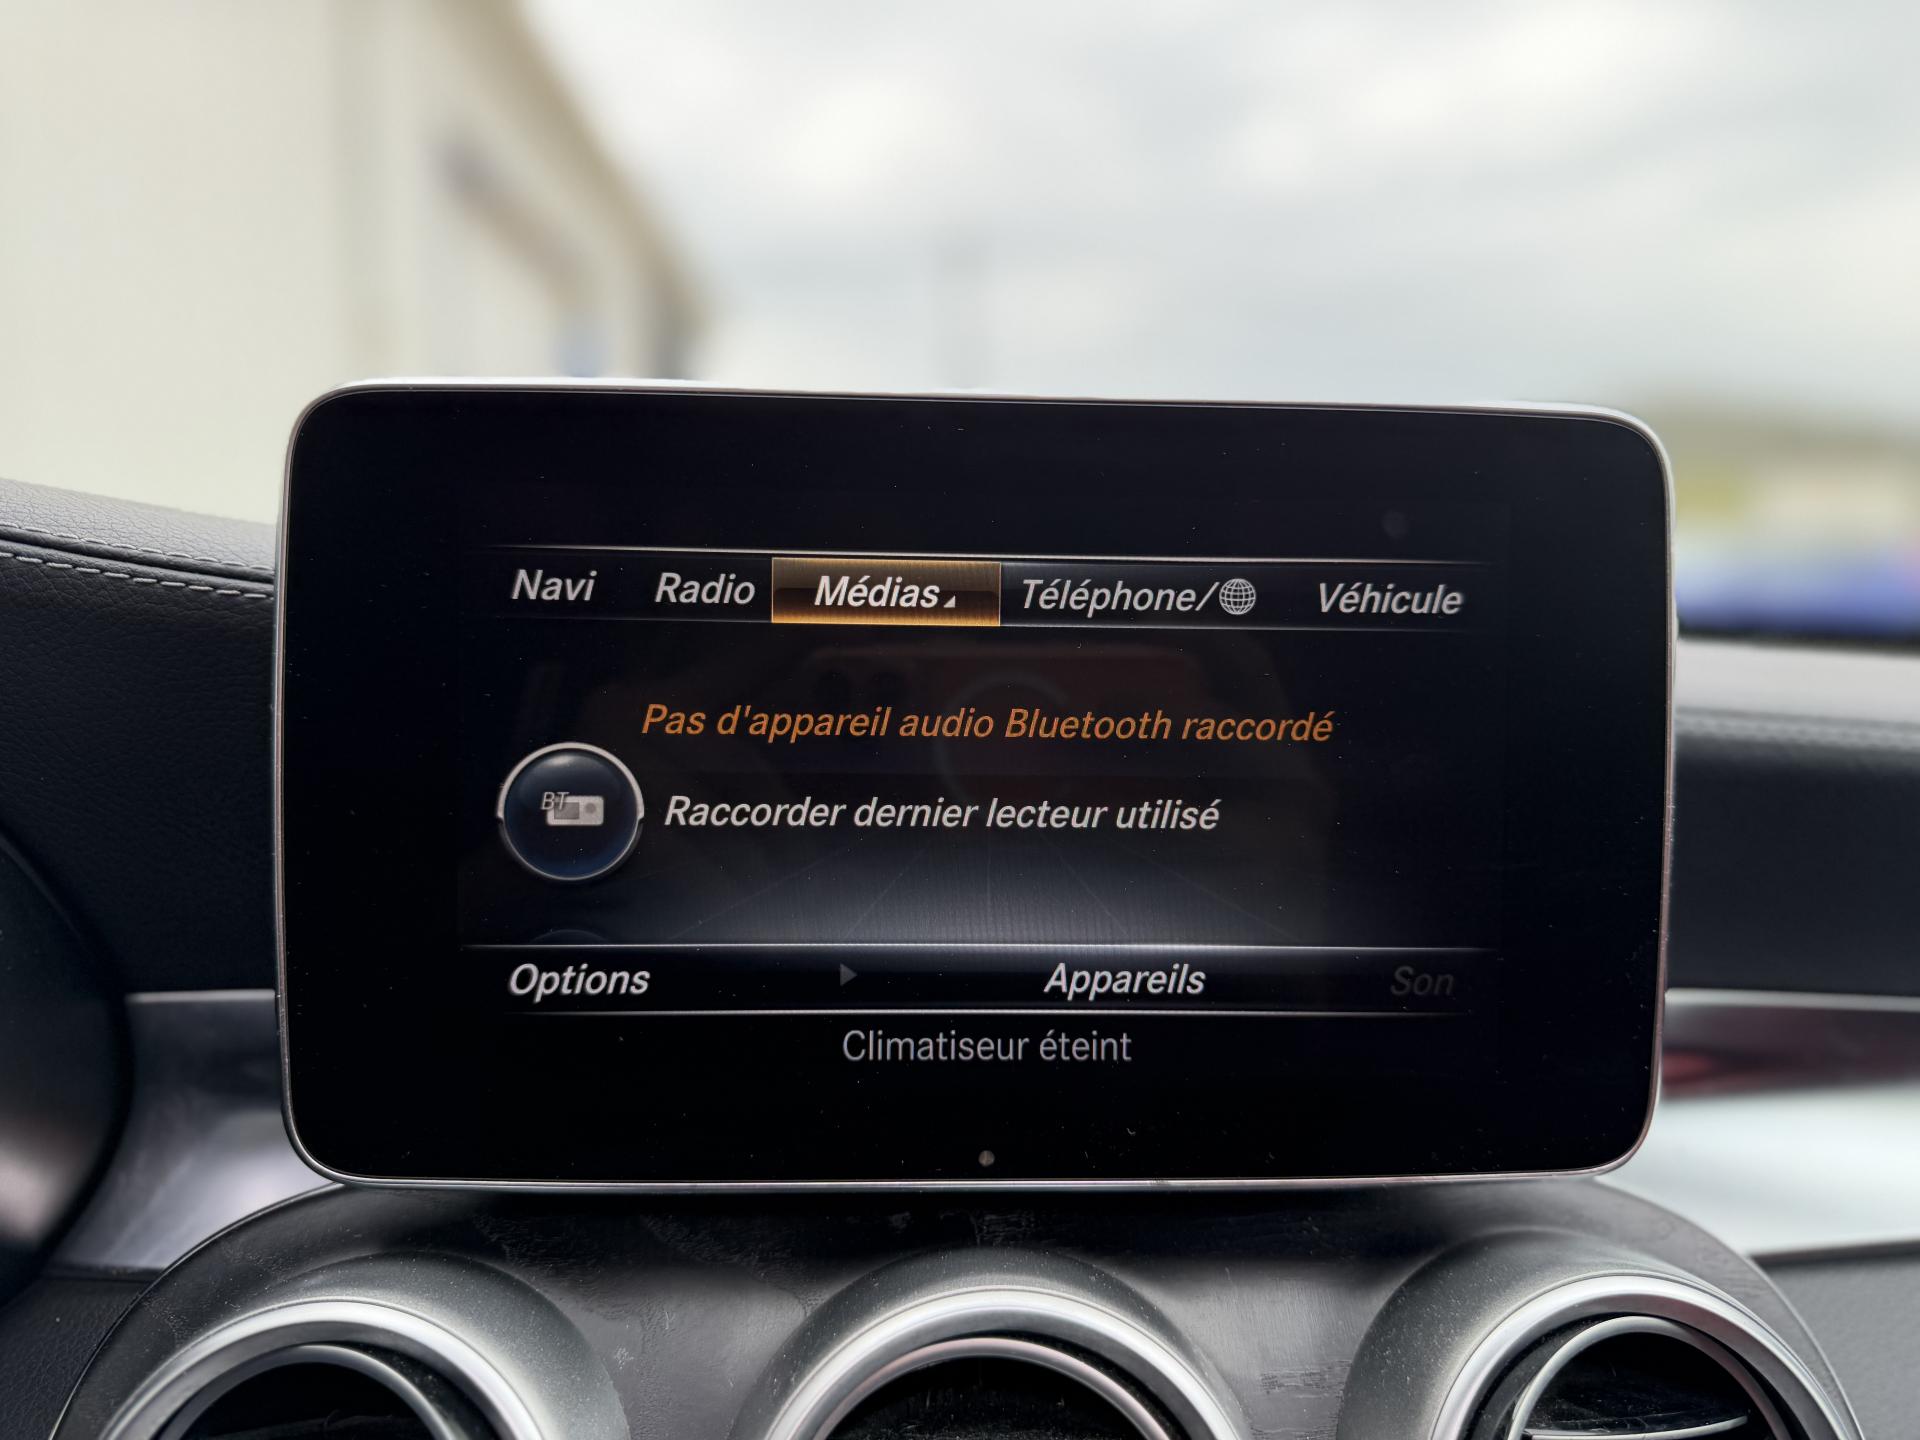 Navi Radio Médias Téléphone/ Véhicule
Pas d'appareil audio Bluetooth raccordé
BT
Raccorder dernier lecteur utilisé
Options Appareils Son
Climatiseur éteint